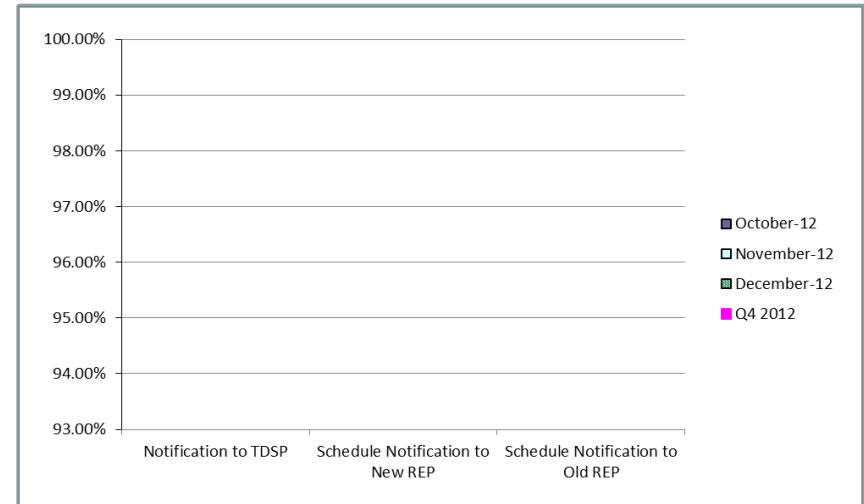 100.00%
99.00%
98.00%
97.00%
96.00%
95.00%
94.00%
93.00%
Notification to TDSP
Schedule Notification to
New REP
Schedule Notification to
Old REP
October-12
November-12
December-12
Q4 2012